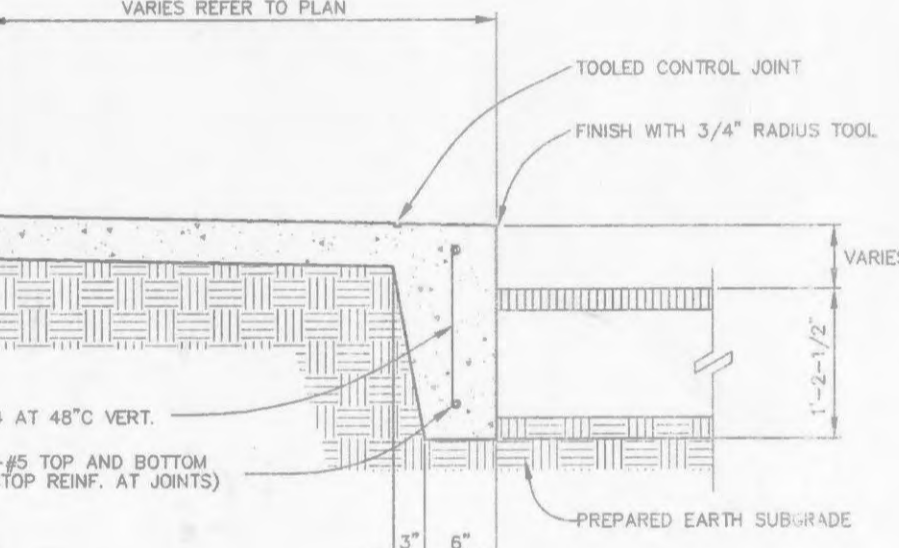 VARIES REFER TO PLAN
TOOLED CONTROL JOINT
FINISH WITH 3/4" RADIUS TOOL
VARIES
1'-2-1/2"
AT 48"C VERT.
#5 TOP AND BOTTOM
TOP REINF. AT JOINTS)
PREPARED EARTH SUBGRADE
3" 6"